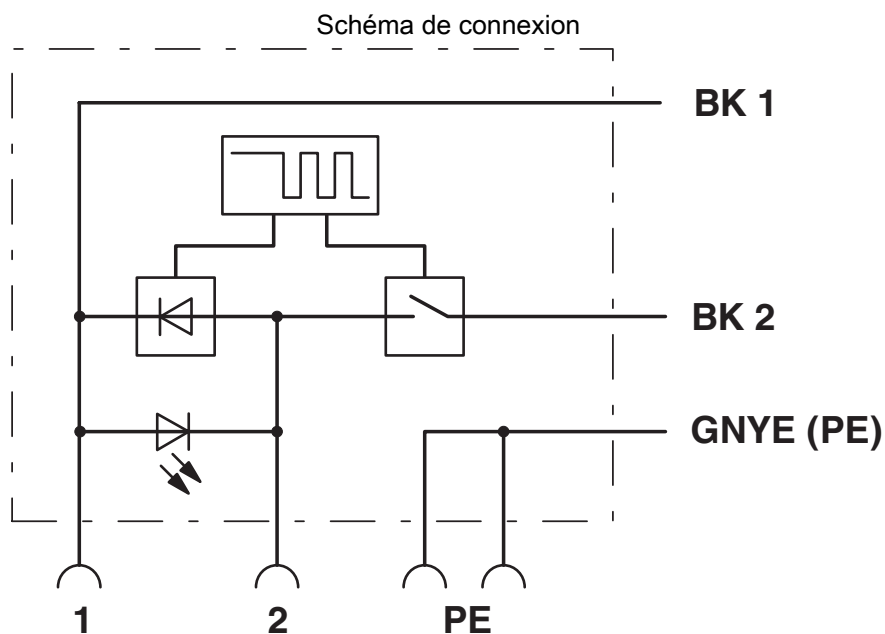 Schéma de connexion
BK 1
BK 2
GNYE (PE)
1 2 PE